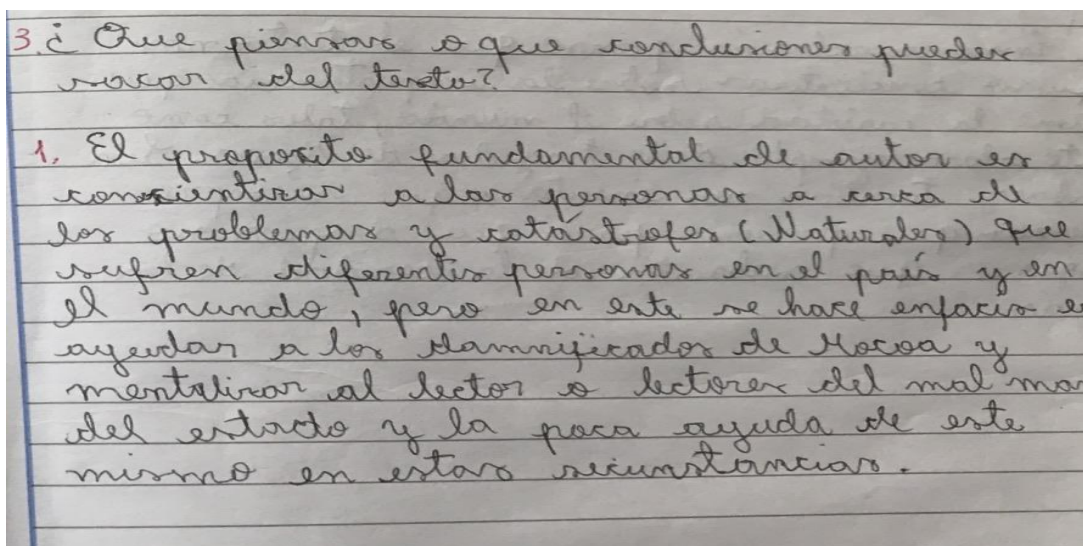 3. ¿Que piensas o que conclusiones puedes
sacar del texto?
1. El proposito fundamental de autor es
conxientizar a las personas a cerca de
los problemas y catástrofes (Naturales) que
sufren diferentes personas en el país y en
el mundo, pero en este se hace enfacis e
ayudar a los damnificados de Mocoa y
mentalizar al lector o lectores del mal ma
del estado y la poca ayuda de este
mismo en estas sircunstancias.